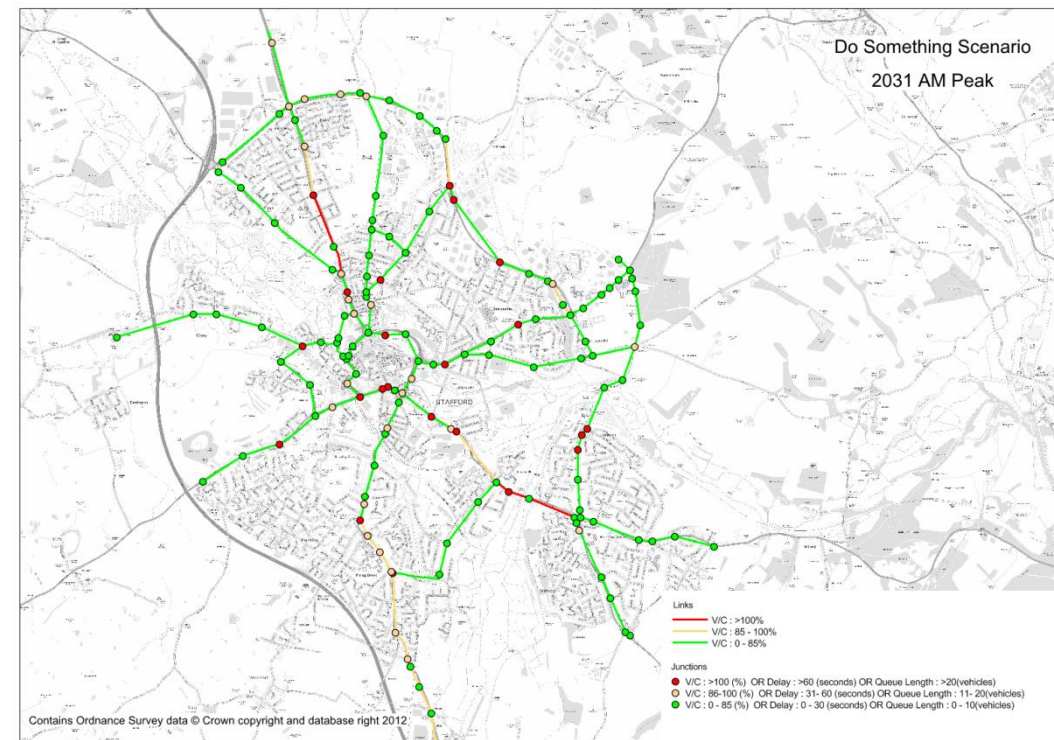 Do Something Scenario
2031 AM Peak
STAFFORD
Links
V/C : >100%
V/C : 85 - 100%
V/C : 0 - 85%
Junctions
V/C : >100 (%) OR Delay : >60 (seconds) OR Queue Length : >20(vehicles)
V/C : 86-100 (%) OR Delay : 31- 60 (seconds) OR Queue Length : 11- 20(vehicles)
V/C : 0 - 85 (%) OR Delay : 0 - 30 (seconds) OR Queue Length : 0 - 10(vehicles)
Contains Ordnance Survey data © Crown copyright and database right 2012